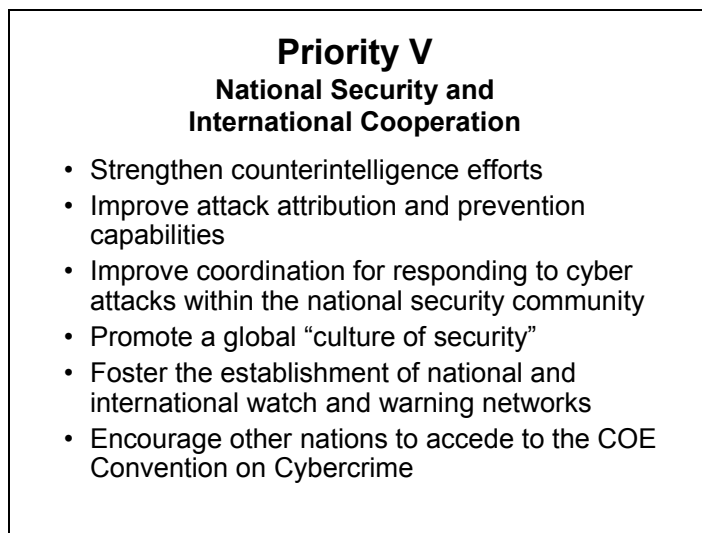 Priority V
National Security and
International Cooperation
• Strengthen counterintelligence efforts
• Improve attack attribution and prevention
capabilities
• Improve coordination for responding to cyber
attacks within the national security community
• Promote a global “culture of security”
• Foster the establishment of national and
international watch and warning networks
• Encourage other nations to accede to the COE
Convention on Cybercrime